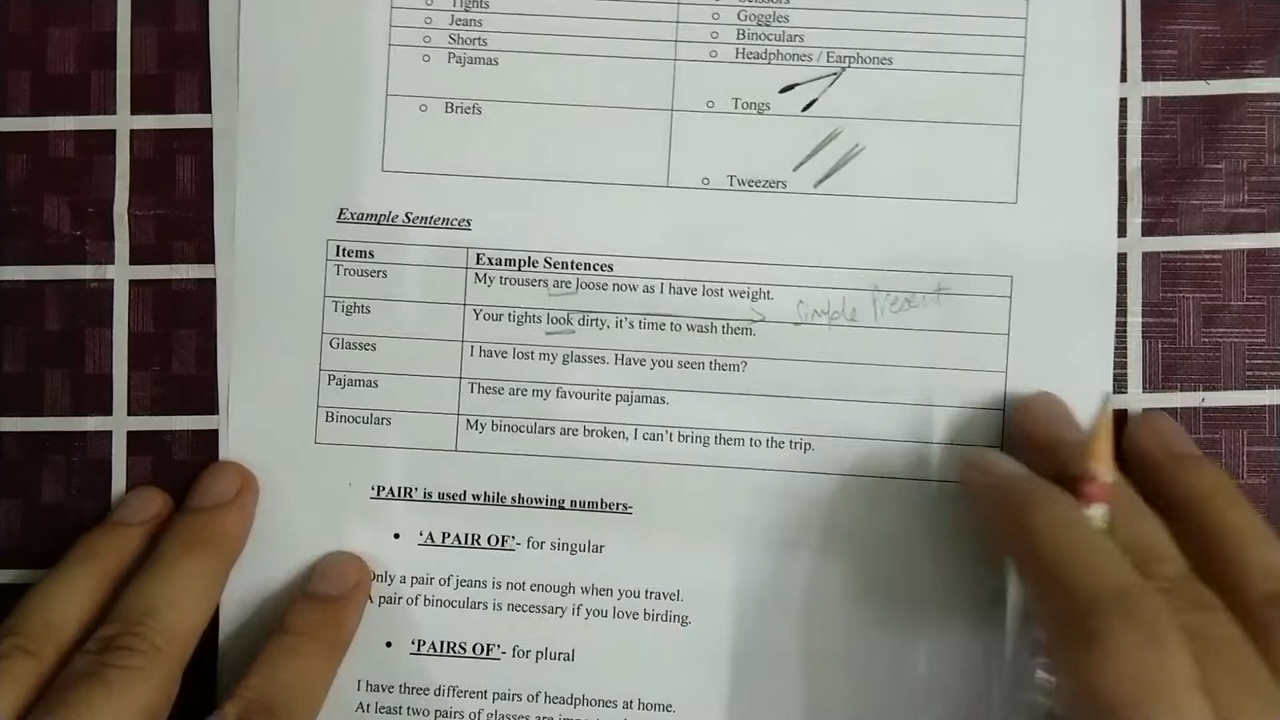 Tights
Scissors
Jeans
Goggles
Shorts
Binoculars
Pajamas
Headphones / Earphones
Tongs
Briefs
Tweezers
Example Sentences
Items Example Sentences
Trousers My trousers are loose now as I have lost weight.
simple Present
Tights Your tights look dirty, it's time to wash them.
Glasses I have lost my glasses. Have you seen them?
Pajamas These are my favourite pajamas.
Binoculars My binoculars are broken, I can't bring them to the trip.
'PAIR' is used while showing numbers-
• 'A PAIR OF'- for singular
Only a pair of jeans is not enough when you travel.
A pair of binoculars is necessary if you love birding.
• 'PAIRS OF'- for plural
I have three different pairs of headphones at home.
At least two pairs of glasses are